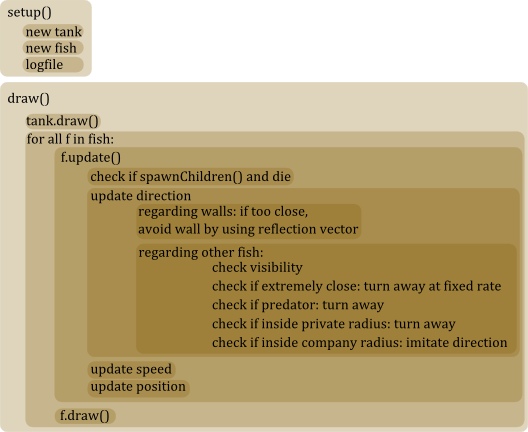 setup()
new tank
new fish
logfile
draw()
tank.draw()
for all f in fish:
f.update()
check if spawnChildren() and die
update direction
regarding walls: if too close,
avoid wall by using reflection vector
regarding other fish:
check visibility
check if extremely close: turn away at fixed rate
check if predator: turn away
check if inside private radius: turn away
check if inside company radius: imitate direction
update speed
update position
f.draw()